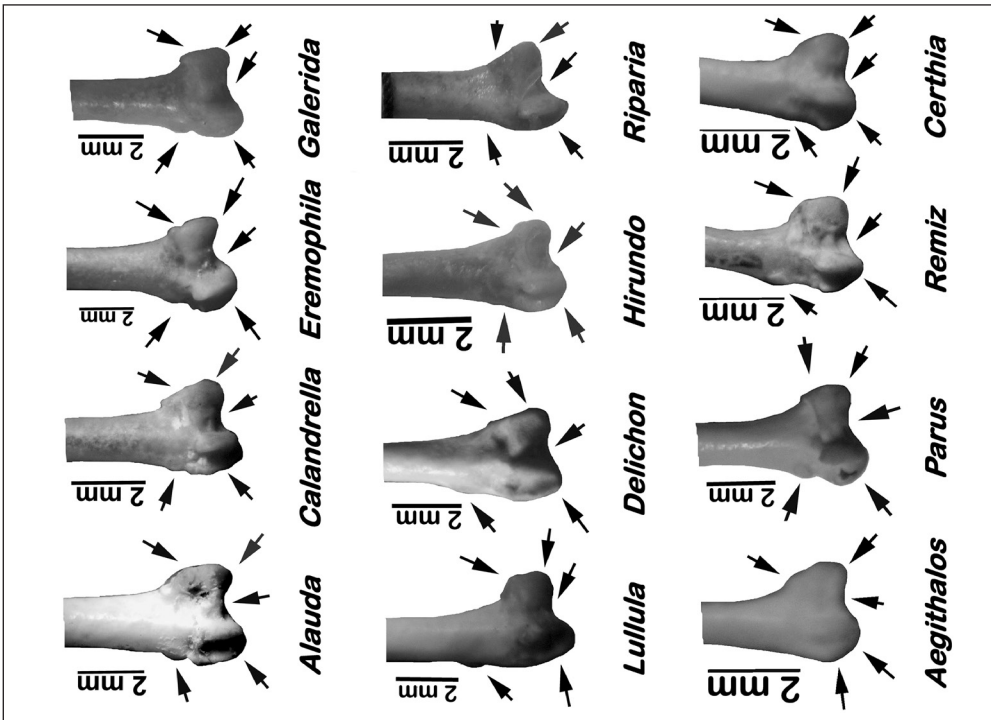 2 mm
Alauda
2 mm
Calandrella
2 mm
Eremophila
2 mm
Galerida
2 mm
Lullula
2 mm
Delichon
2 mm
Hirundo
2 mm
Riparia
2 mm
Aegithalos
2 mm
Parus
2 mm
Remiz
2 mm
Certhia